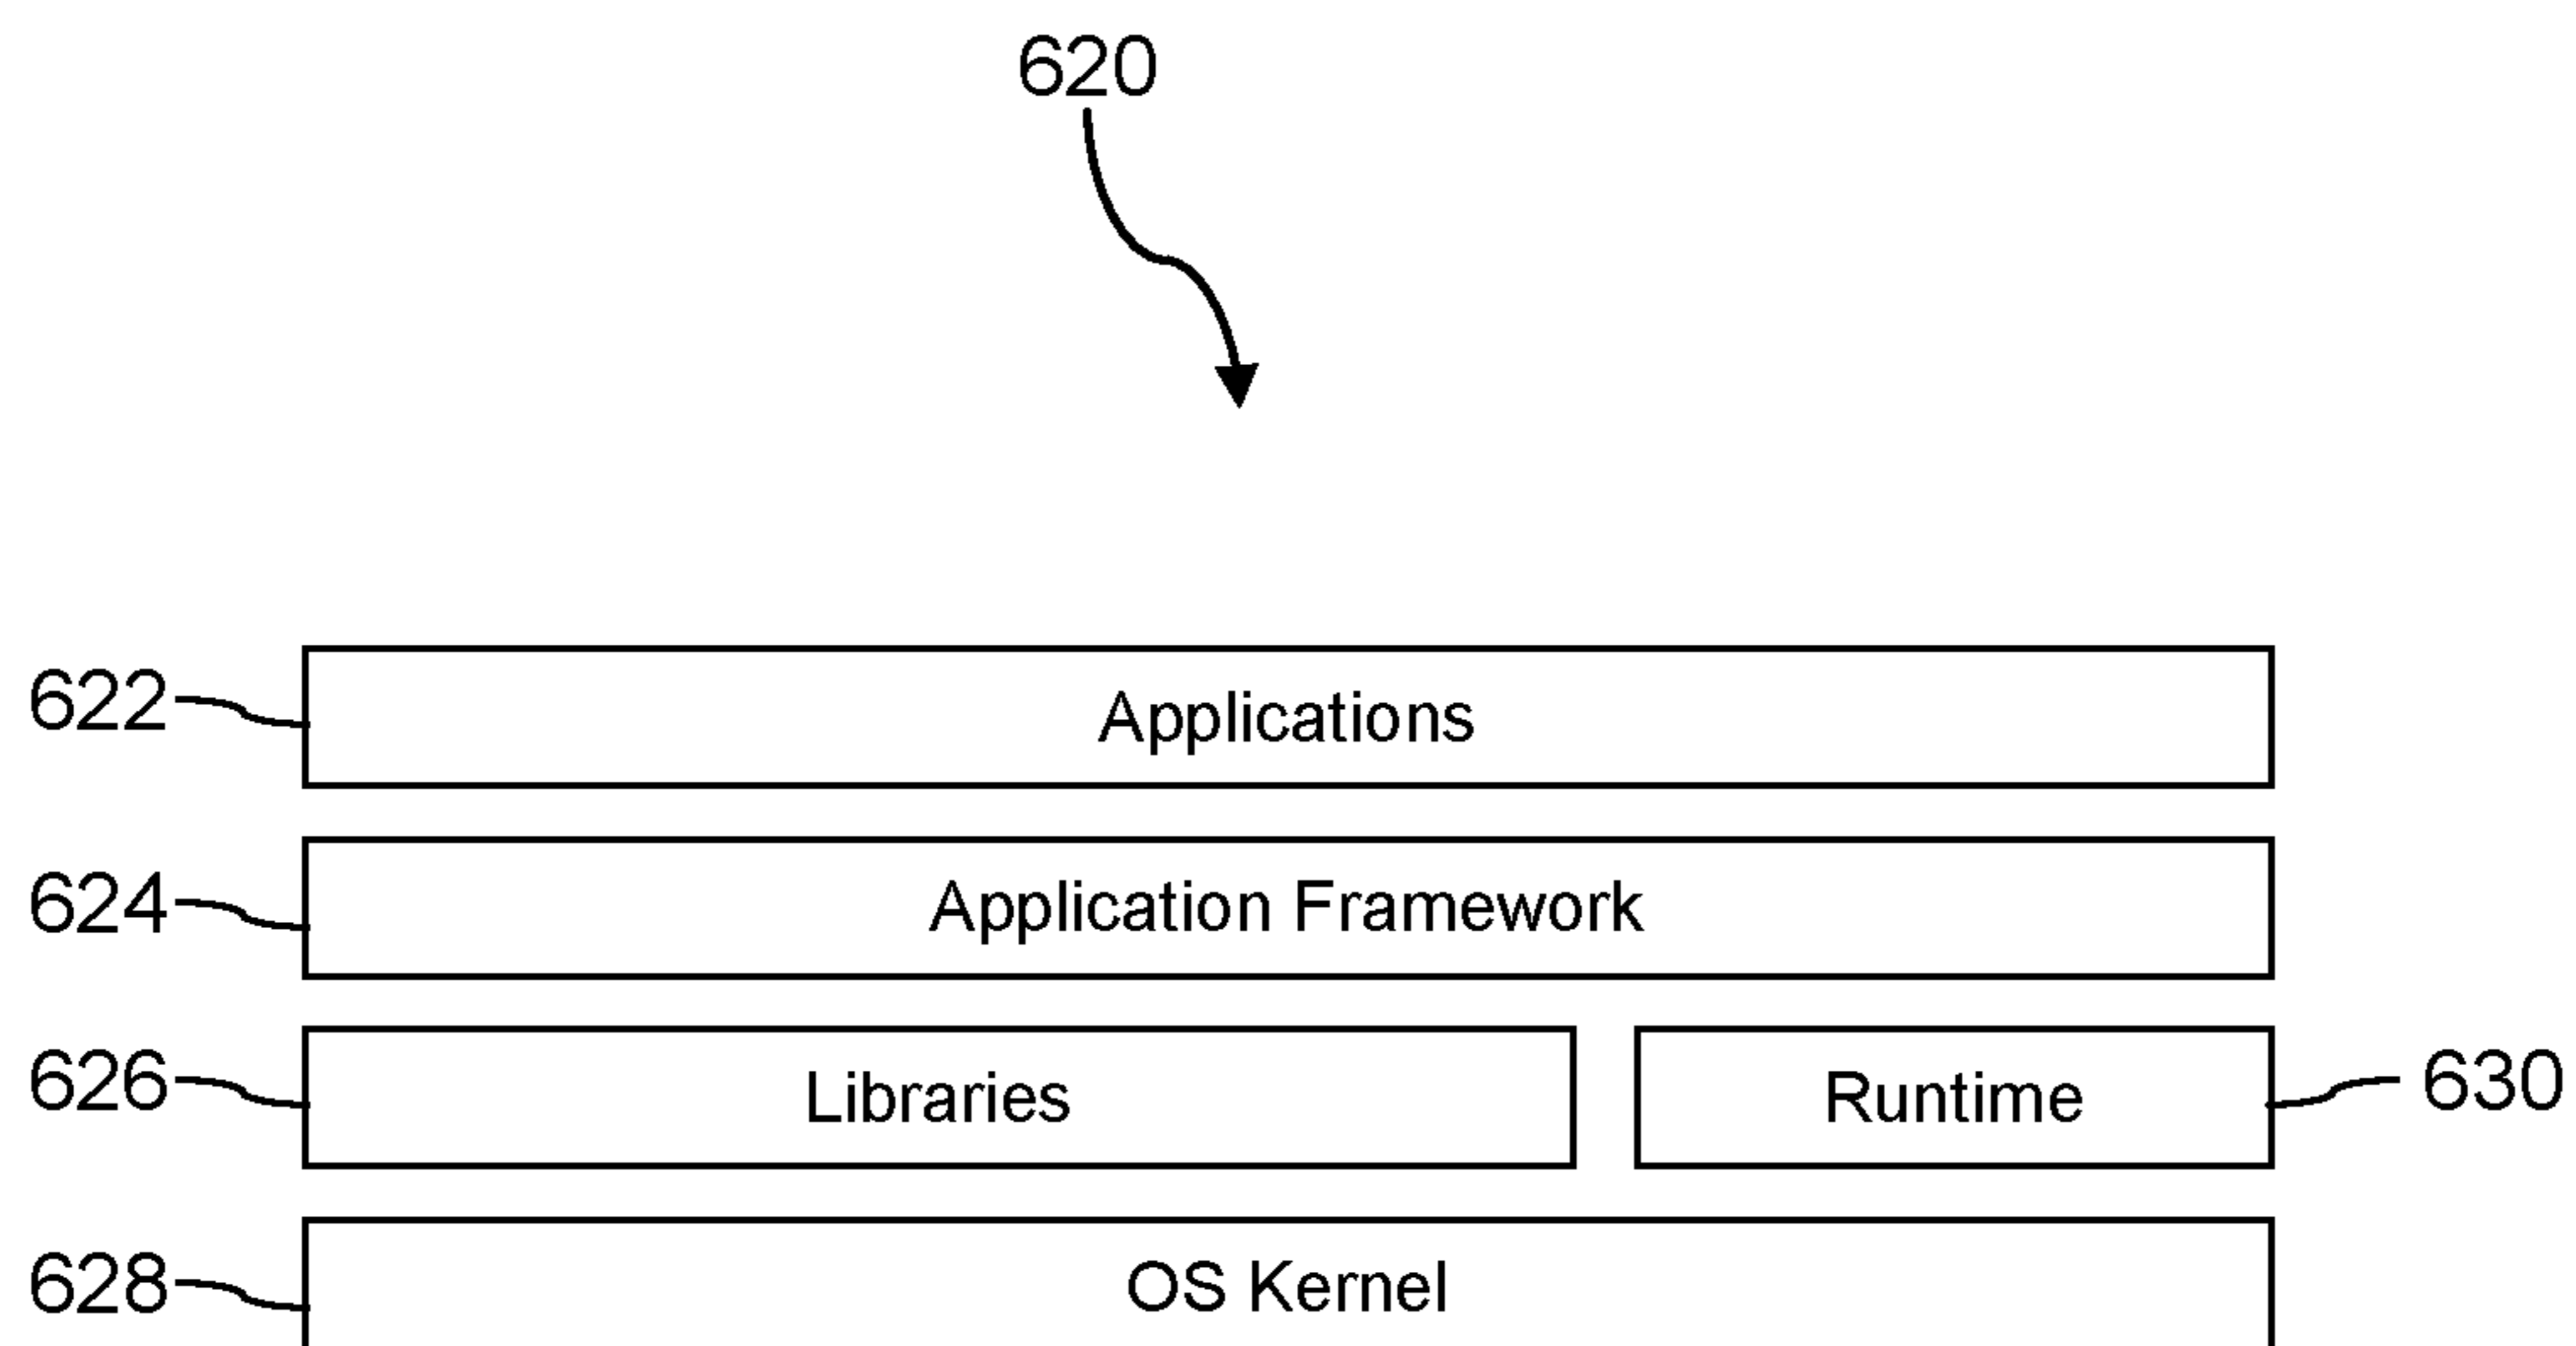 620
622 Applications
624 Application Framework
626 Libraries Runtime 630
628 OS Kernel